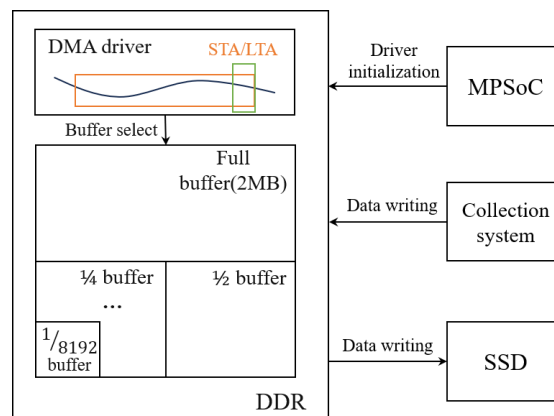 DMA driver
STA/LTA
Buffer select
Full
buffer(2MB)
¼ buffer
...
½ buffer
1/8192
buffer
DDR
Driver
initialization
MPSoC
Data writing
Collection
system
Data writing
SSD